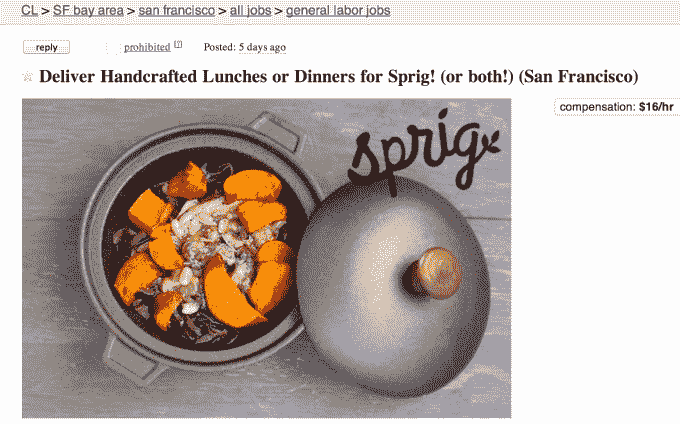 CL > SF bay area > san francisco > all jobs > general labor jobs
reply prohibited [?] Posted: 5 days ago
☆ Deliver Handcrafted Lunches or Dinners for Sprig! (or both!) (San Francisco)
compensation: $16/hr
sprig